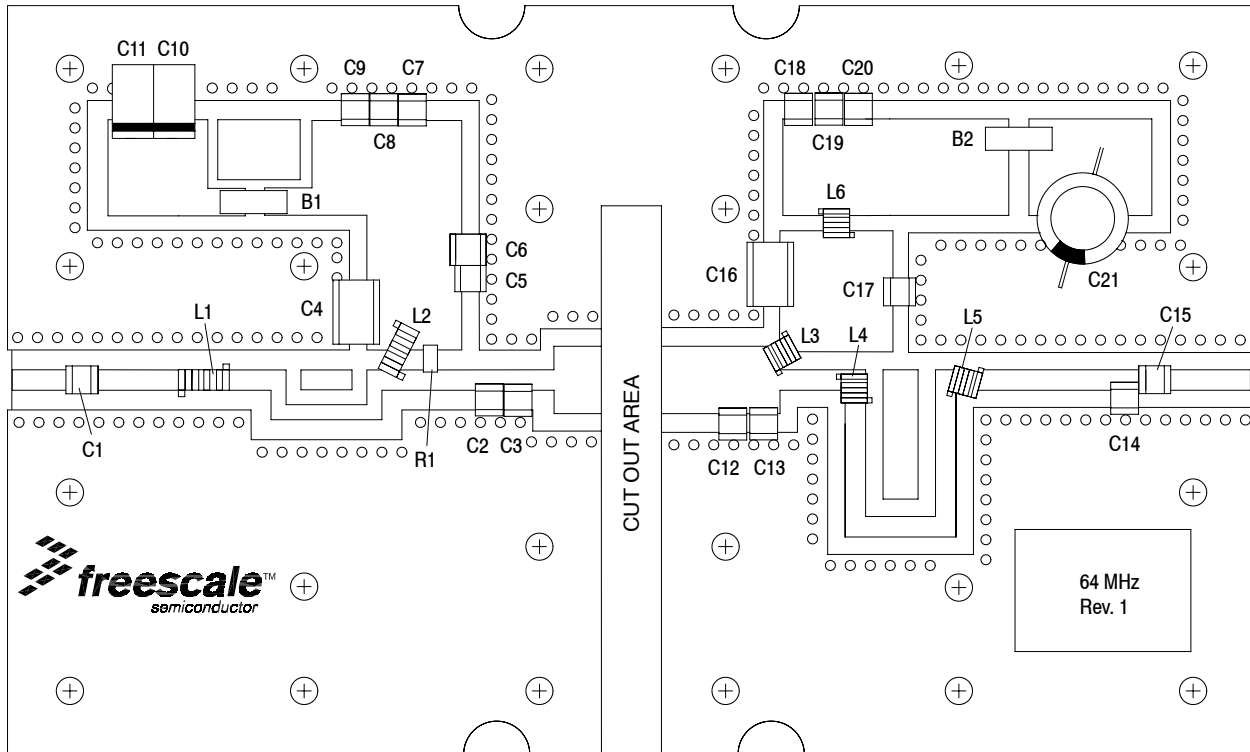 C11 C10
C9 C7
C8
B1
C6
C5
C4
L1
L2
C1
C2 C3
R1
CUT OUT AREA
C18 C20
C19
B2
L6
C16
C17
C21
L3
L4
L5
C15
C14
C12 C13
freescale™
semiconductor
64 MHz
Rev. 1